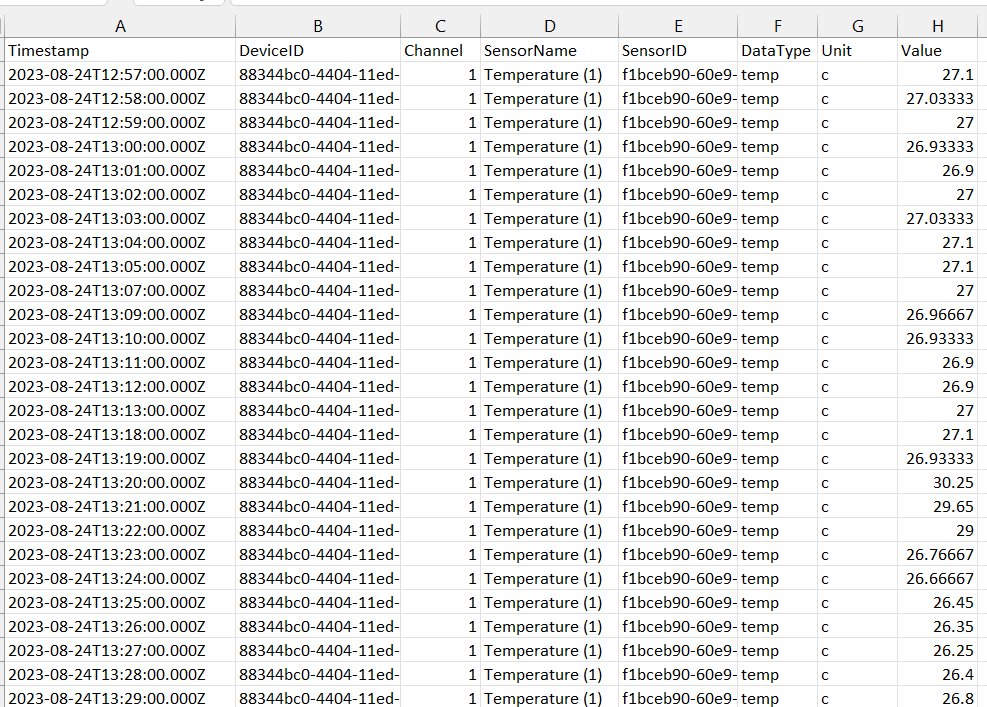 A B C D E F G H
Timestamp DeviceID Channel SensorName SensorID DataType Unit Value
2023-08-24T12:57:00.000Z 88344bc0-4404-11ed- 1 Temperature (1) f1bceb90-60e9- temp c 27.1
2023-08-24T12:58:00.000Z 88344bc0-4404-11ed- 1 Temperature (1) f1bceb90-60e9- temp c 27.03333
2023-08-24T12:59:00.000Z 88344bc0-4404-11ed- 1 Temperature (1) f1bceb90-60e9- temp c 27
2023-08-24T13:00:00.000Z 88344bc0-4404-11ed- 1 Temperature (1) f1bceb90-60e9- temp c 26.93333
2023-08-24T13:01:00.000Z 88344bc0-4404-11ed- 1 Temperature (1) f1bceb90-60e9- temp c 26.9
2023-08-24T13:02:00.000Z 88344bc0-4404-11ed- 1 Temperature (1) f1bceb90-60e9- temp c 27
2023-08-24T13:03:00.000Z 88344bc0-4404-11ed- 1 Temperature (1) f1bceb90-60e9- temp c 27.03333
2023-08-24T13:04:00.000Z 88344bc0-4404-11ed- 1 Temperature (1) f1bceb90-60e9- temp c 27.1
2023-08-24T13:05:00.000Z 88344bc0-4404-11ed- 1 Temperature (1) f1bceb90-60e9- temp c 27.1
2023-08-24T13:07:00.000Z 88344bc0-4404-11ed- 1 Temperature (1) f1bceb90-60e9- temp c 27
2023-08-24T13:09:00.000Z 88344bc0-4404-11ed- 1 Temperature (1) f1bceb90-60e9- temp c 26.96667
2023-08-24T13:10:00.000Z 88344bc0-4404-11ed- 1 Temperature (1) f1bceb90-60e9- temp c 26.93333
2023-08-24T13:11:00.000Z 88344bc0-4404-11ed- 1 Temperature (1) f1bceb90-60e9- temp c 26.9
2023-08-24T13:12:00.000Z 88344bc0-4404-11ed- 1 Temperature (1) f1bceb90-60e9- temp c 26.9
2023-08-24T13:13:00.000Z 88344bc0-4404-11ed- 1 Temperature (1) f1bceb90-60e9- temp c 27
2023-08-24T13:18:00.000Z 88344bc0-4404-11ed- 1 Temperature (1) f1bceb90-60e9- temp c 27.1
2023-08-24T13:19:00.000Z 88344bc0-4404-11ed- 1 Temperature (1) f1bceb90-60e9- temp c 26.93333
2023-08-24T13:20:00.000Z 88344bc0-4404-11ed- 1 Temperature (1) f1bceb90-60e9- temp c 30.25
2023-08-24T13:21:00.000Z 88344bc0-4404-11ed- 1 Temperature (1) f1bceb90-60e9- temp c 29.65
2023-08-24T13:22:00.000Z 88344bc0-4404-11ed- 1 Temperature (1) f1bceb90-60e9- temp c 29
2023-08-24T13:23:00.000Z 88344bc0-4404-11ed- 1 Temperature (1) f1bceb90-60e9- temp c 26.76667
2023-08-24T13:24:00.000Z 88344bc0-4404-11ed- 1 Temperature (1) f1bceb90-60e9- temp c 26.66667
2023-08-24T13:25:00.000Z 88344bc0-4404-11ed- 1 Temperature (1) f1bceb90-60e9- temp c 26.45
2023-08-24T13:26:00.000Z 88344bc0-4404-11ed- 1 Temperature (1) f1bceb90-60e9- temp c 26.35
2023-08-24T13:27:00.000Z 88344bc0-4404-11ed- 1 Temperature (1) f1bceb90-60e9- temp c 26.25
2023-08-24T13:28:00.000Z 88344bc0-4404-11ed- 1 Temperature (1) f1bceb90-60e9- temp c 26.4
2023-08-24T13:29:00.000Z 88344bc0-4404-11ed- 1 Temperature (1) f1bceb90-60e9- temp c 26.8